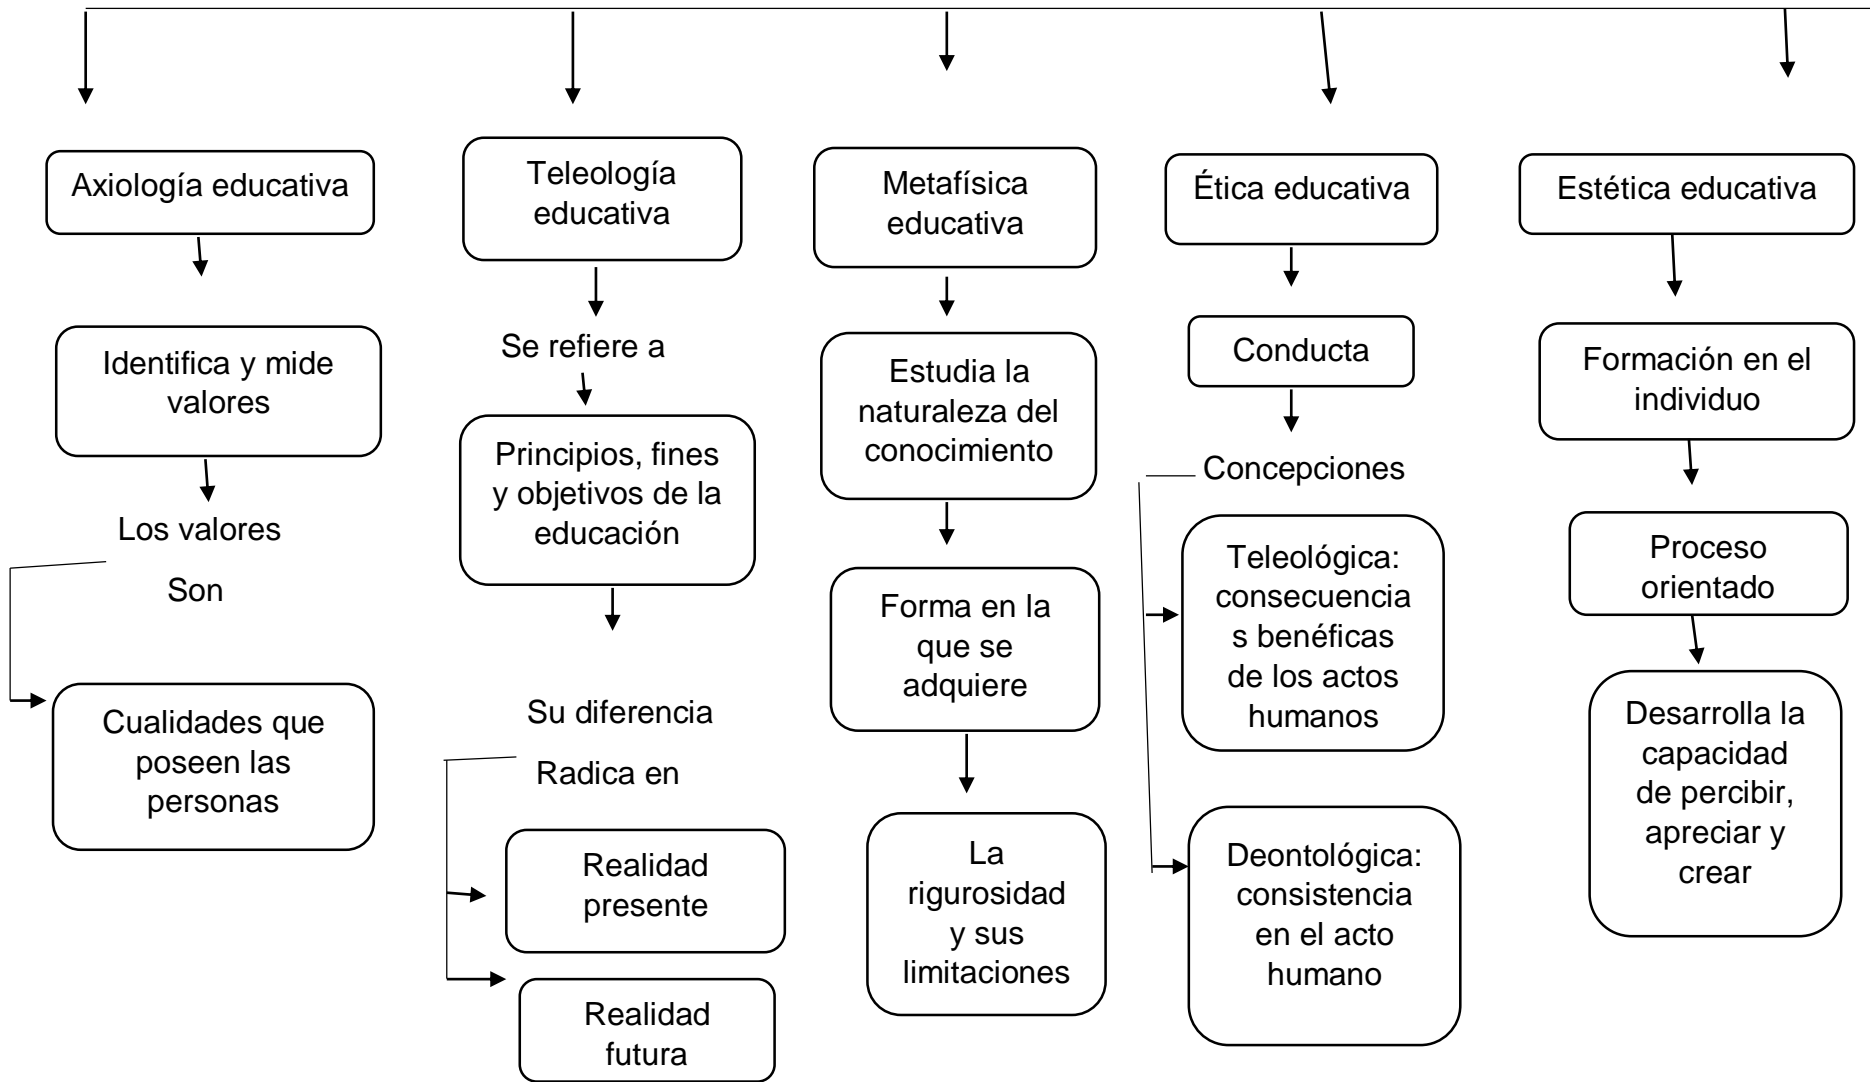 Axiología educativa
Identifica y mide
valores
Los valores
Son
Cualidades que
poseen las
personas
Teleología
educativa
Se refiere a
Principios, fines
y objetivos de la
educación
Su diferencia
Radica en
Realidad
presente
Realidad
futura
Metafísica
educativa
Estudia la
naturaleza del
conocimiento
Forma en la
que se
adquiere
La
rigurosidad
y sus
limitaciones
Ética educativa
Conducta
Concepciones
Teleológica:
consecuencia
s benéficas
de los actos
humanos
Deontológica:
consistencia
en el acto
humano
Estética educativa
Formación en el
individuo
Proceso
orientado
Desarrolla la
capacidad
de percibir,
apreciar y
crear